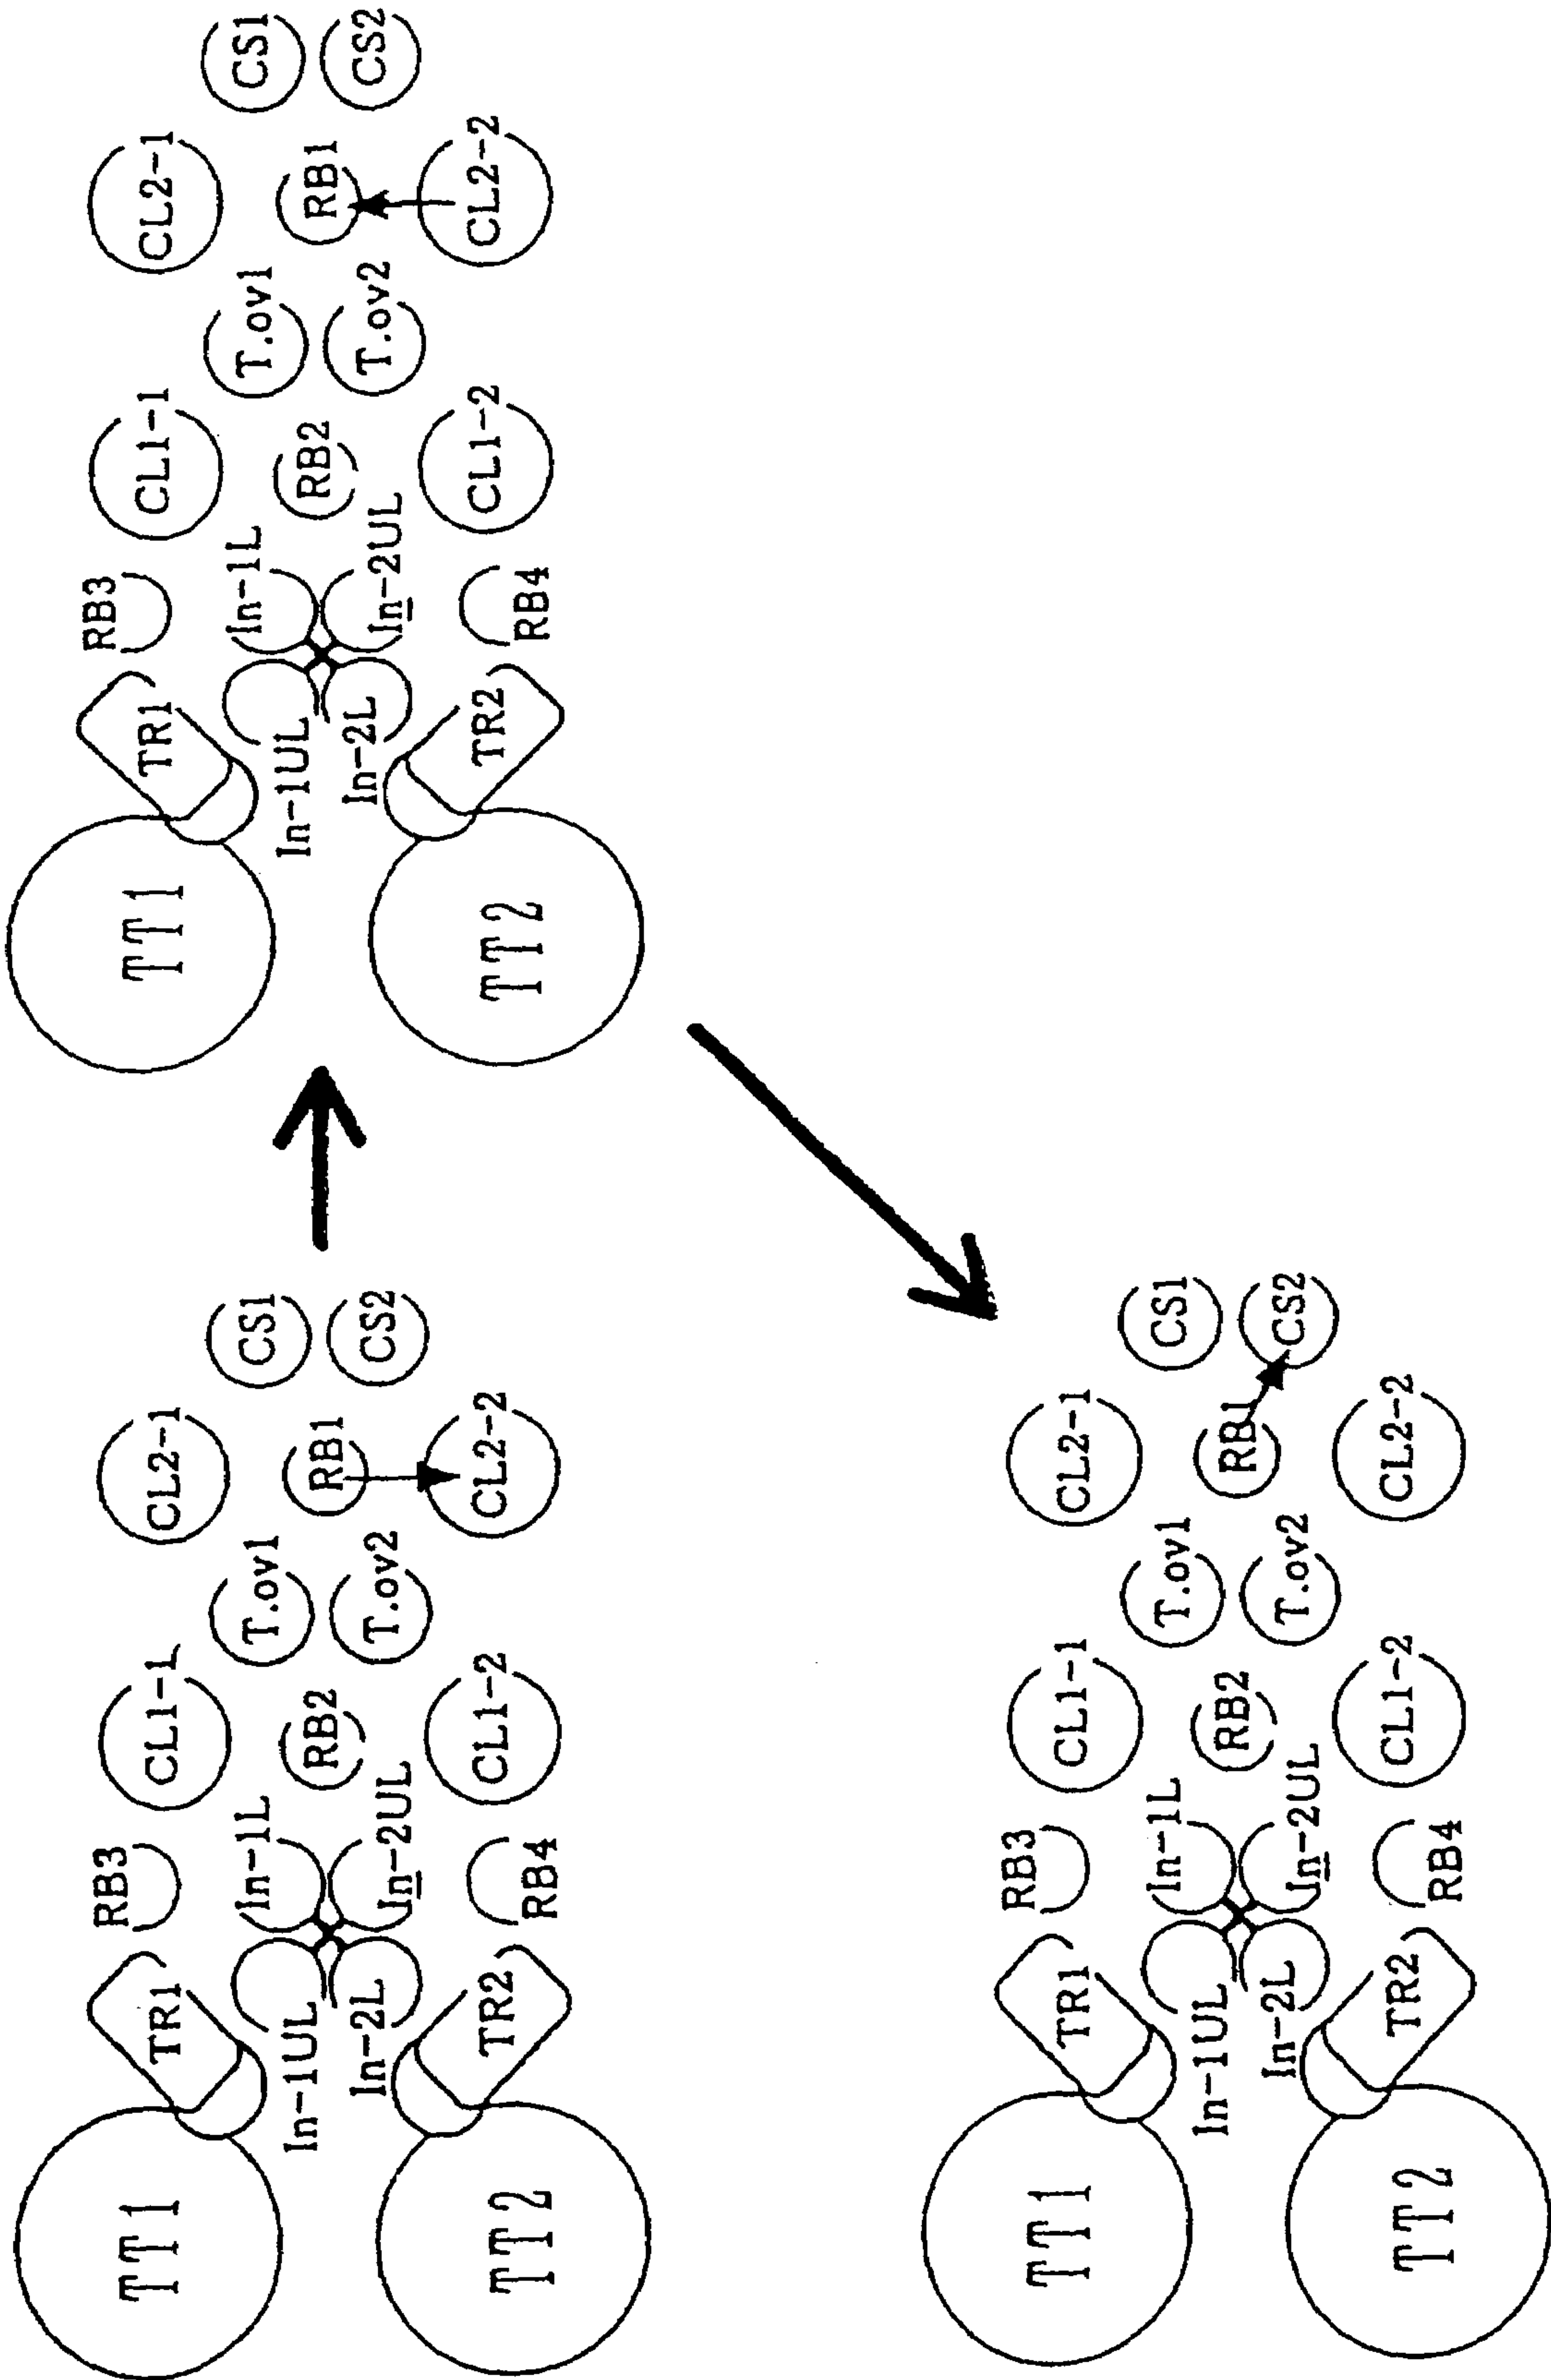 CS1
CS2
CL2-1
RB1
CL2-2
T.ov1
T.ov2
CL1-1
RB2
CL1-2
RB3
In-1L
In-2UL
RB4
TR1
In-1UL
In-2L
TR2
TT1
TT2
CS1
CS2
CL2-1
RB1
CL2-2
T.ov1
T.ov2
CL1-1
RB2
CL1-2
RB3
In-1L
In-2UL
RB4
TR1
In-1UL
In-2L
TR2
TT1
TT2
CS1
CS2
CL2-1
RB1
CL2-2
T.ov1
T.ov2
CL1-1
RB2
CL1-2
RB3
In-1L
In-2UL
RB4
TR1
In-1UL
In-2L
TR2
TT1
TT2